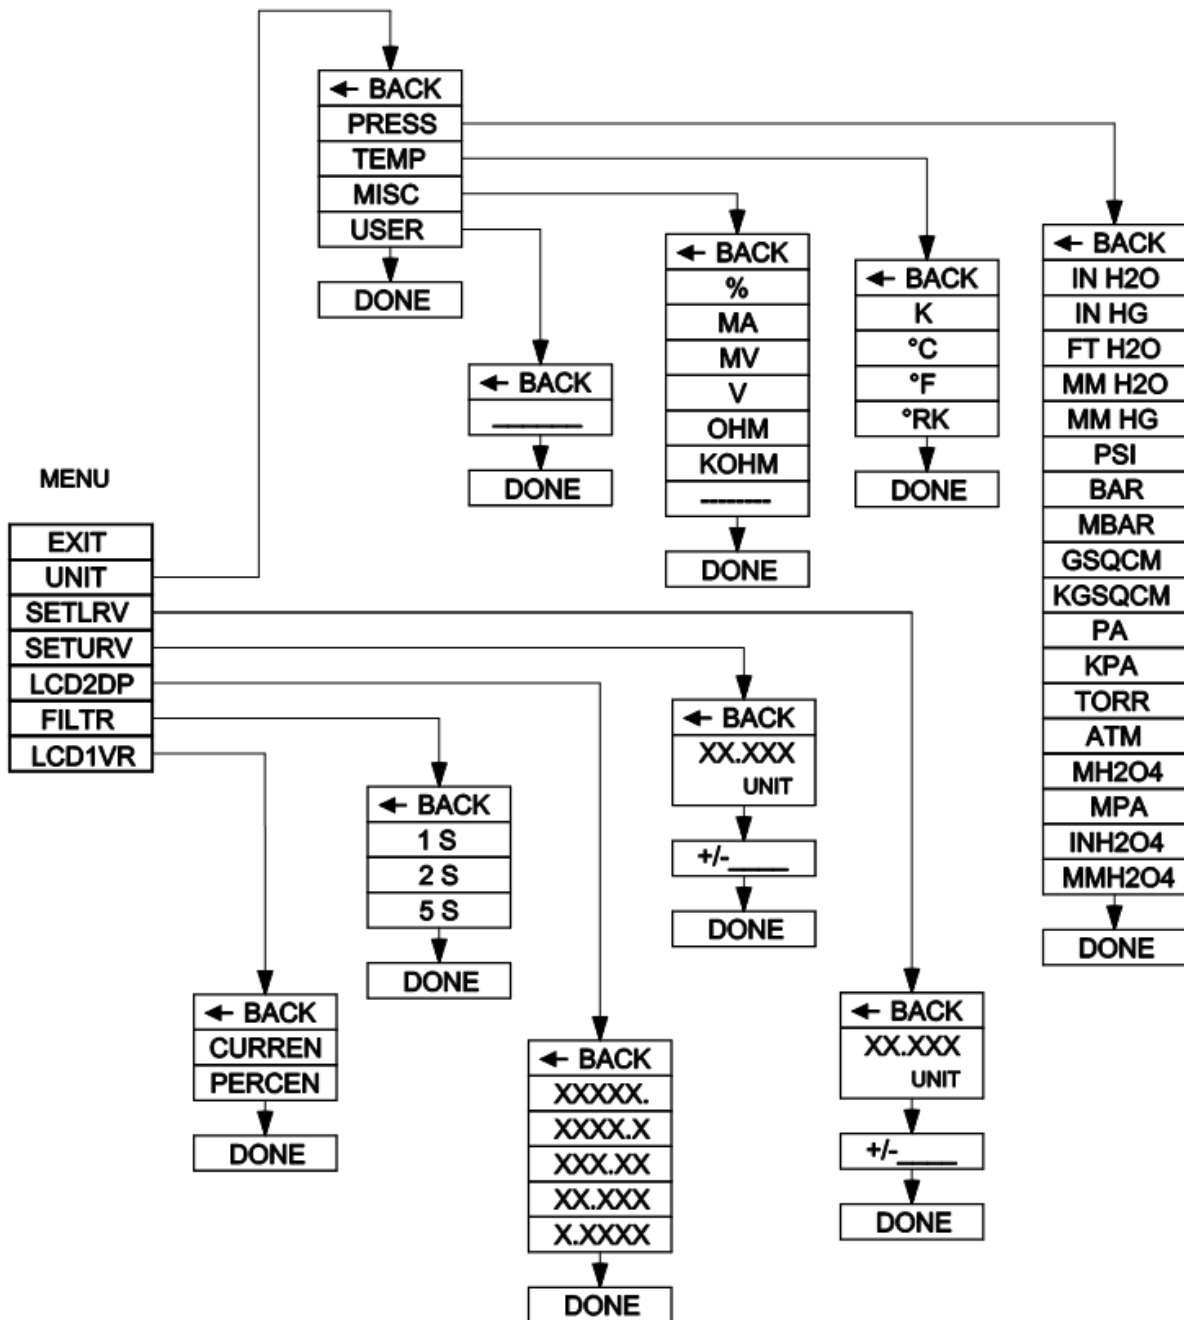 ← BACK
PRESS
TEMP
MISC
USER
DONE
← BACK
_______
DONE
← BACK
%
MA
MV
V
OHM
KOHM
--------
DONE
← BACK
K
°C
°F
°RK
DONE
← BACK
IN H2O
IN HG
FT H2O
MM H2O
MM HG
PSI
BAR
MBAR
GSQCM
KGSQCM
PA
KPA
TORR
ATM
MH2O4
MPA
INH2O4
MMH2O4
DONE
MENU
EXIT
UNIT
SETLRV
SETURV
LCD2DP
FILTR
LCD1VR
← BACK
CURREN
PERCEN
DONE
← BACK
1 S
2 S
5 S
DONE
← BACK
XXXXX.
XXXX.X
XXX.XX
XX.XXX
X.XXXX
DONE
← BACK
XX.XXX
UNIT
+/-____
DONE
← BACK
XX.XXX
UNIT
+/-____
DONE